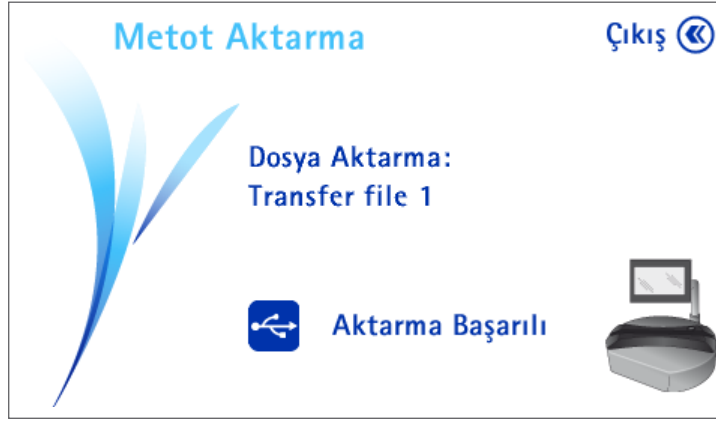 Metot Aktarma
Çıkış
Dosya Aktarma:
Transfer file 1
Aktarma Başarılı